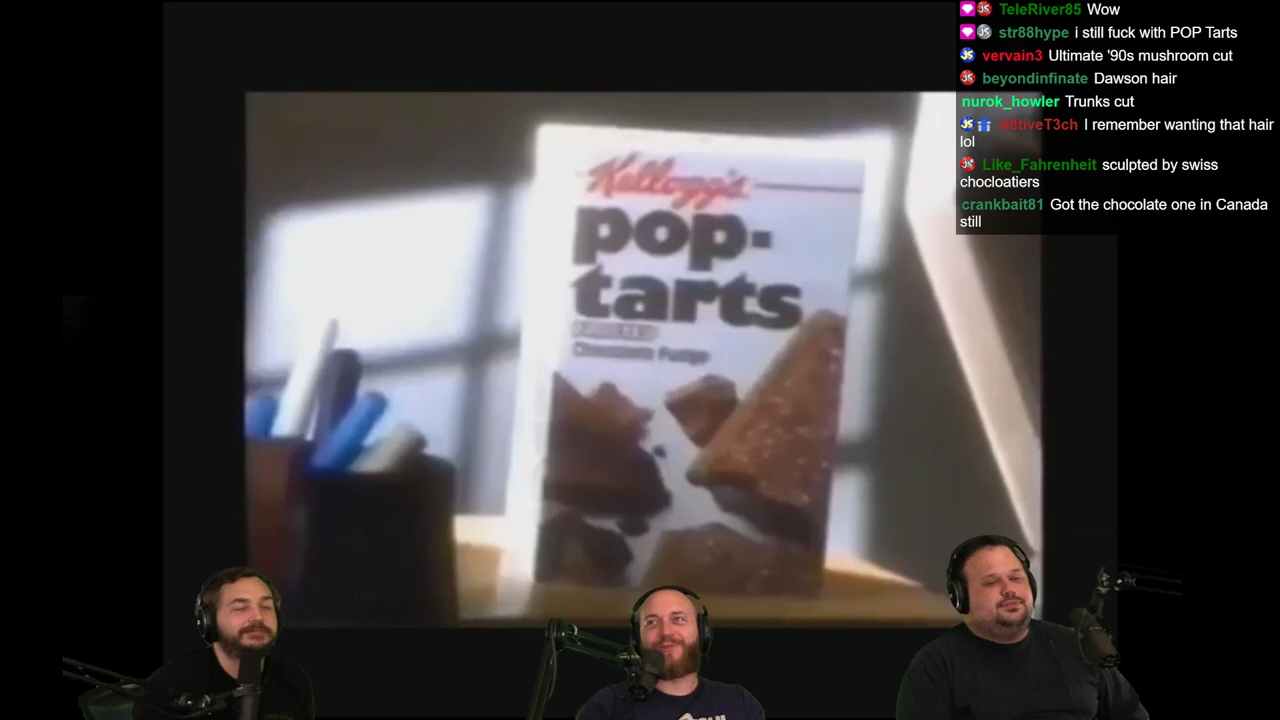 TeleRiver85 Wow
str88hype i still fuck with POP Tarts
vervain3 Ultimate '90s mushroom cut
beyondinfinate Dawson hair
nurok_howler Trunks cut
N8tiveT3ch I remember wanting that hair
lol
Like_Fahrenheit sculpted by swiss
chocloatiers
crankbait81 Got the chocolate one in Canada
still
Kellogg's
pop-
tarts
Chocolate Fudge